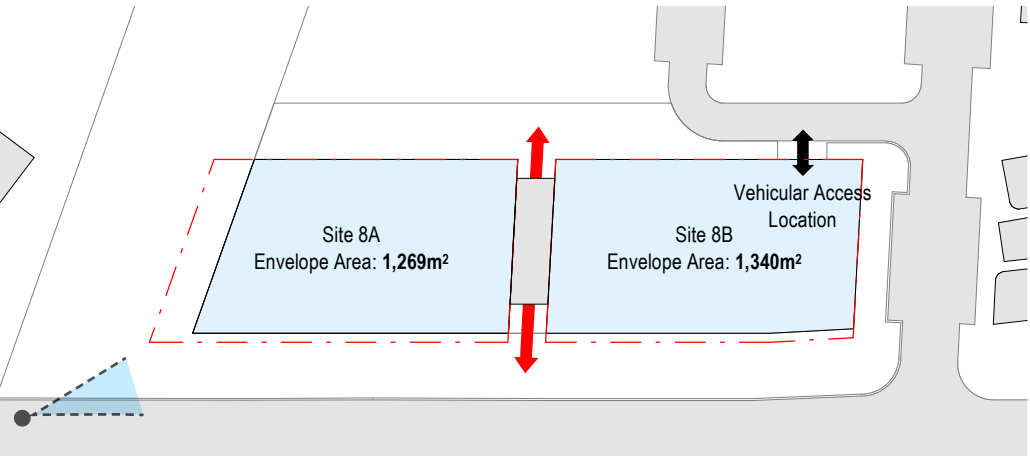 Vehicular Access
Location
Site 8A
Envelope Area: 1,269m²
Site 8B
Envelope Area: 1,340m²